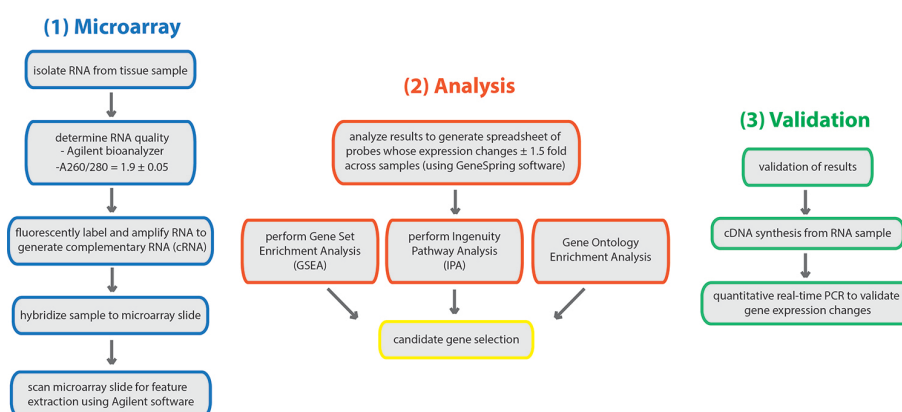 (1) Microarray
isolate RNA from tissue sample
determine RNA quality
- Agilent bioanalyzer
-A260/280 = 1.9 ± 0.05
fluorescently label and amplify RNA to
generate complementary RNA (cRNA)
hybridize sample to microarray slide
scan microarray slide for feature
extraction using Agilent software
(2) Analysis
analyze results to generate spreadsheet of
probes whose expression changes ± 1.5 fold
across samples (using GeneSpring software)
perform Gene Set
Enrichment Analysis
(GSEA)
perform Ingenuity
Pathway Analysis
(IPA)
Gene Ontology
Enrichment Analysis
candidate gene selection
(3) Validation
validation of results
cDNA synthesis from RNA sample
quantitative real-time PCR to validate
gene expression changes